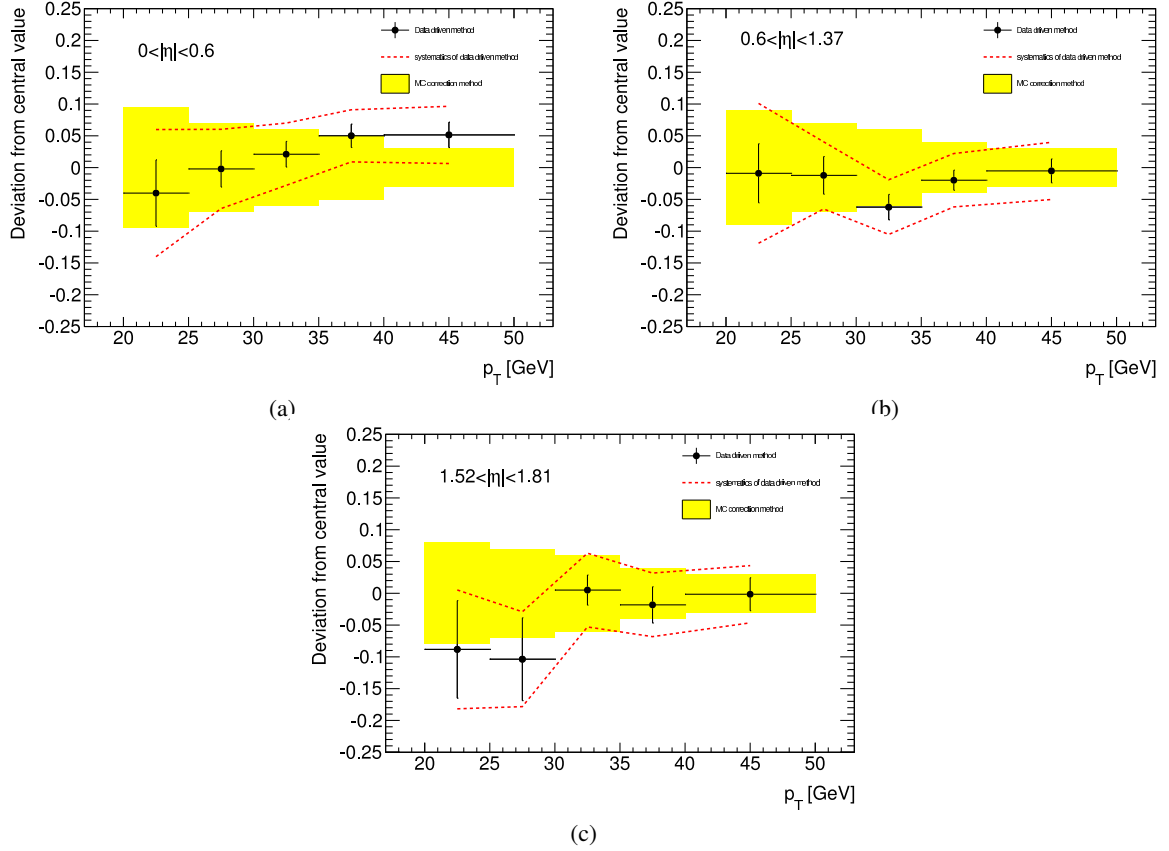 Deviation from central value
0.25
0.2
0.15
0.1
0.05
0
-0.05
-0.1
-0.15
-0.2
-0.25
0<|η|<0.6
Data driven method
systematics of data driven method
MC correction method
20 25 30 35 40 45 50
p_T [GeV]
(a)
Deviation from central value
0.25
0.2
0.15
0.1
0.05
0
-0.05
-0.1
-0.15
-0.2
-0.25
0.6<|η|<1.37
Data driven method
systematics of data driven method
MC correction method
20 25 30 35 40 45 50
p_T [GeV]
(b)
Deviation from central value
0.25
0.2
0.15
0.1
0.05
0
-0.05
-0.1
-0.15
-0.2
-0.25
1.52<|η|<1.81
Data driven method
systematics of data driven method
MC correctiion method
20 25 30 35 40 45 50
p_T [GeV]
(c)